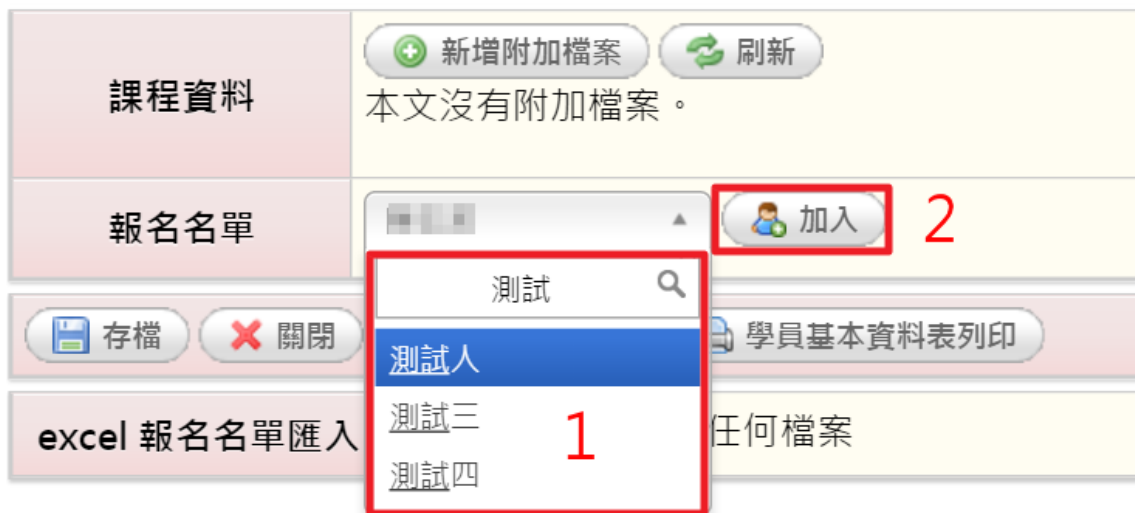 課程資料
新增附加檔案 刷新
本文沒有附加檔案。
報名名單
加入 2
測試
存檔 關閉 學員基本資料表列印
測試人
測試三
excel 報名名單匯入 1 任何檔案
測試四